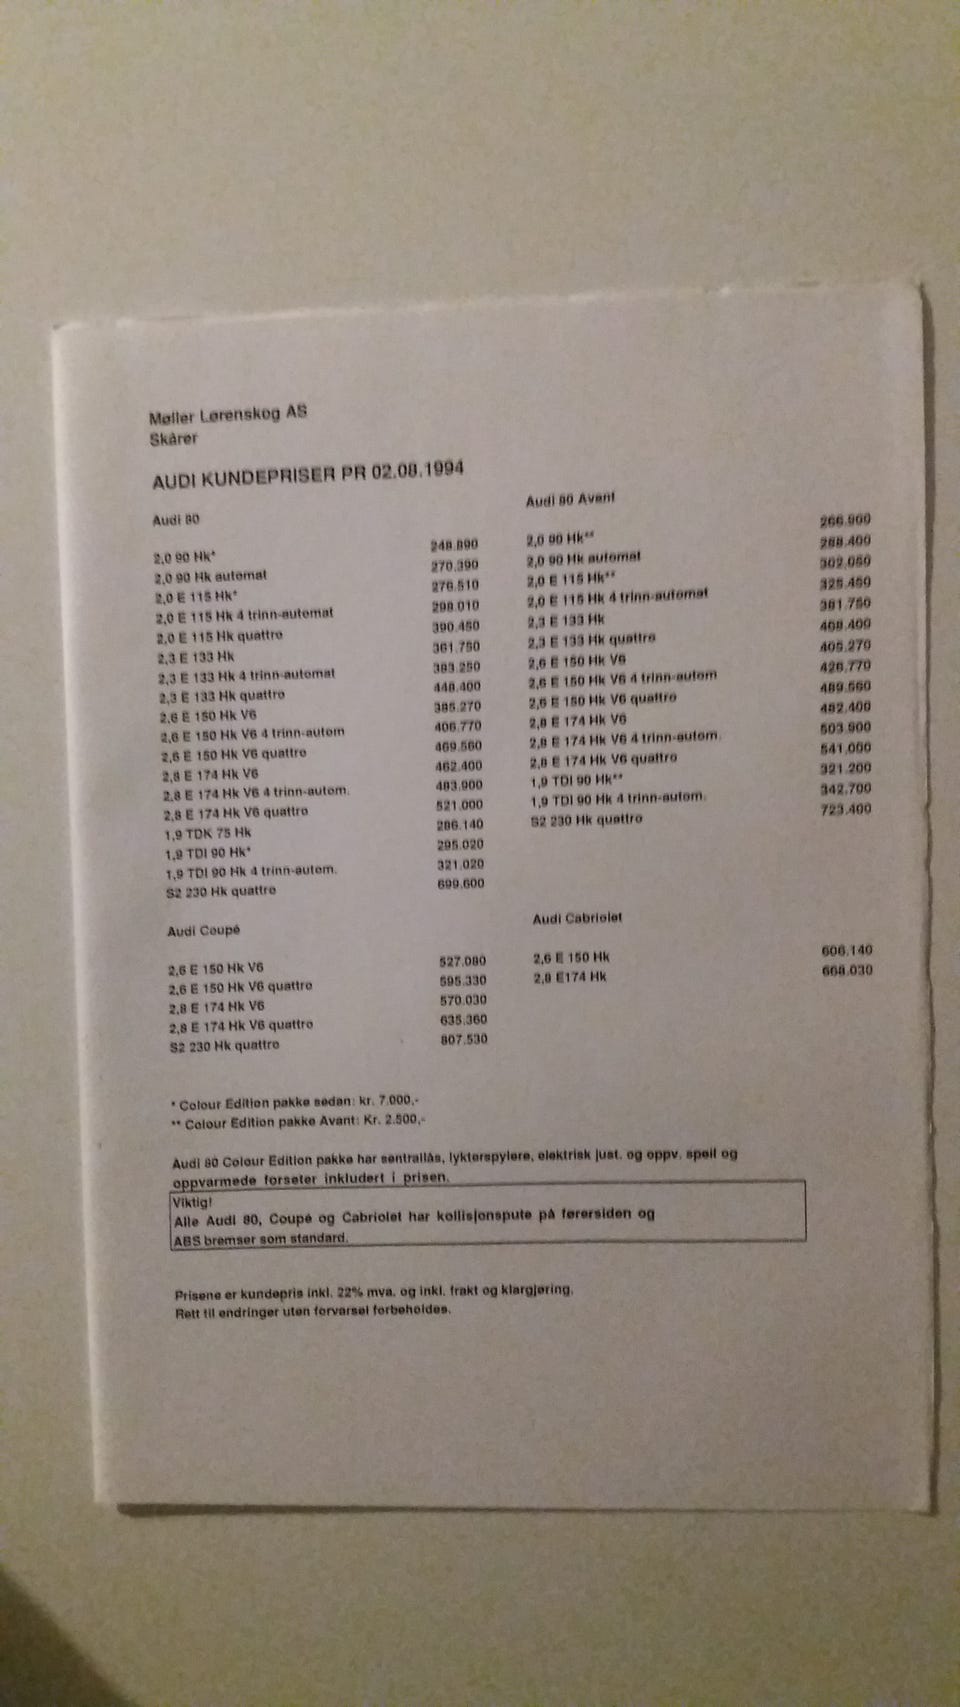 Møller Lørenskog AS
Skårer
AUDI KUNDEPRISER PR 02.08.1994
Audi 80
2,0 90 Hk* 248.890
2,0 90 Hk automat 270.390
2,0 E 115 Hk* 276.510
2,0 E 115 Hk 4 trinn-automat 298.010
2,0 E 115 Hk quattro 390.450
2,3 E 133 Hk 361.750
2,3 E 133 Hk 4 trinn-automat 383.250
2,3 E 133 Hk quattro 448.400
2,6 E 150 Hk V6 385.270
2,6 E 150 Hk V6 4 trinn-autom 406.770
2,6 E 150 Hk V6 quattro 469.560
2,8 E 174 Hk V6 462.400
2,8 E 174 Hk V6 4 trinn-autom. 483.900
2,8 E 174 Hk V6 quattro 521.000
1,9 TDK 75 Hk 286.140
1,9 TDI 90 Hk* 295.020
1,9 TDI 90 Hk 4 trinn-autom. 321.020
S2 230 Hk quattro 699.600
Audi 80 Avant
2,0 90 Hk** 266.900
2,0 90 Hk automat 288.400
2,0 E 115 Hk** 302.050
2,0 E 115 Hk 4 trinn-automat 325.450
2,3 E 133 Hk 381.750
2,3 E 133 Hk quattro 468.400
2,6 E 150 Hk V6 405.270
2,6 E 150 Hk V6 4 trinn-autom 426.770
2,6 E 150 Hk V6 quattro 489.560
2,8 E 174 Hk V6 482.400
2,8 E 174 Hk V6 4 trinn-autom. 503.900
2,8 E 174 Hk V6 quattro 541.000
1,9 TDI 90 Hk** 321.200
1,9 TDI 90 Hk 4 trinn-autom. 342.700
S2 230 Hk quattro 723.400
Audi Coupé
2,6 E 150 Hk V6 527.080
2,6 E 150 Hk V6 quattro 595.330
2,8 E 174 Hk V6 570.030
2,8 E 174 Hk V6 quattro 635.360
S2 230 Hk quattro 807.530
Audi Cabriolet
2,6 E 150 Hk 606.140
2,8 E174 Hk 668.030
* Colour Edition pakke sedan: kr. 7.000,-
** Colour Edition pakke Avant: Kr. 2.500,-
Audi 80 Colour Edition pakke har sentrallås, lykterspylere, elektrisk just. og oppv. speil og
oppvarmede forseter inkludert i prisen.
Viktig!
Alle Audi 80, Coupé og Cabriolet har kollisjonspute på førersiden og
ABS bremser som standard.
Prisene er kundepris inkl. 22% mva. og inkl. frakt og klargjøring.
Rett til endringer uten forvarsel forbeholdes.